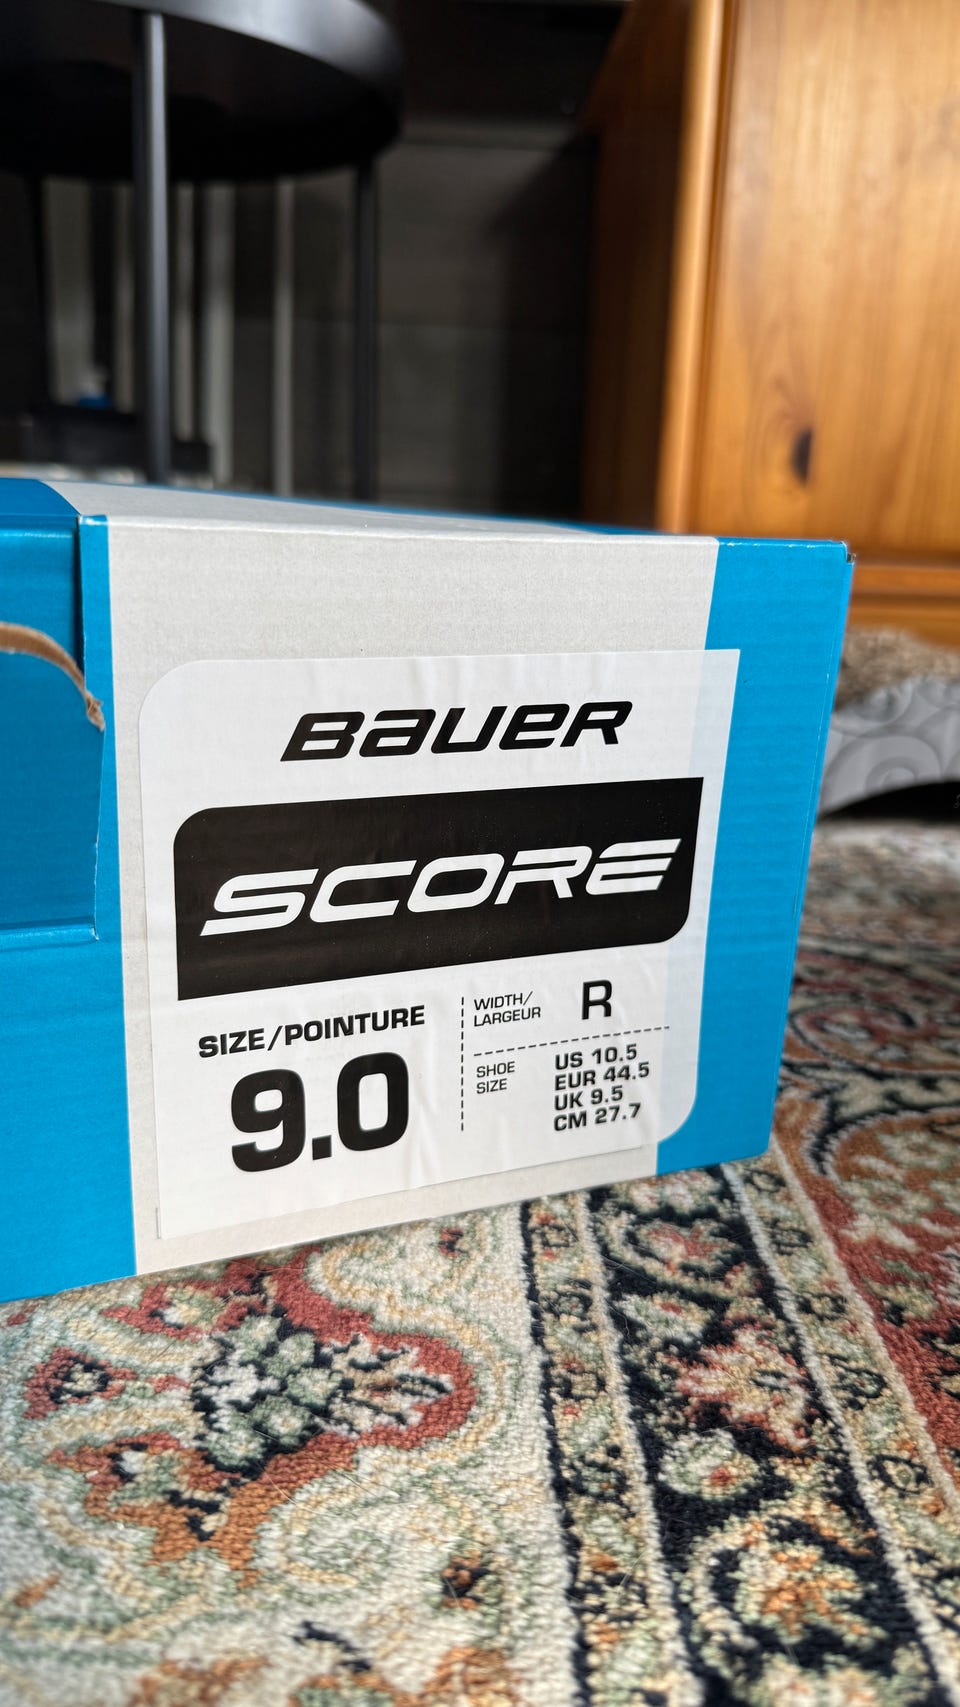 BAUER
SCORE
SIZE/POINTURE
9.0
WIDTH/
LARGEUR
R
SHOE
SIZE
US 10.5
EUR 44.5
UK 9.5
CM 27.7